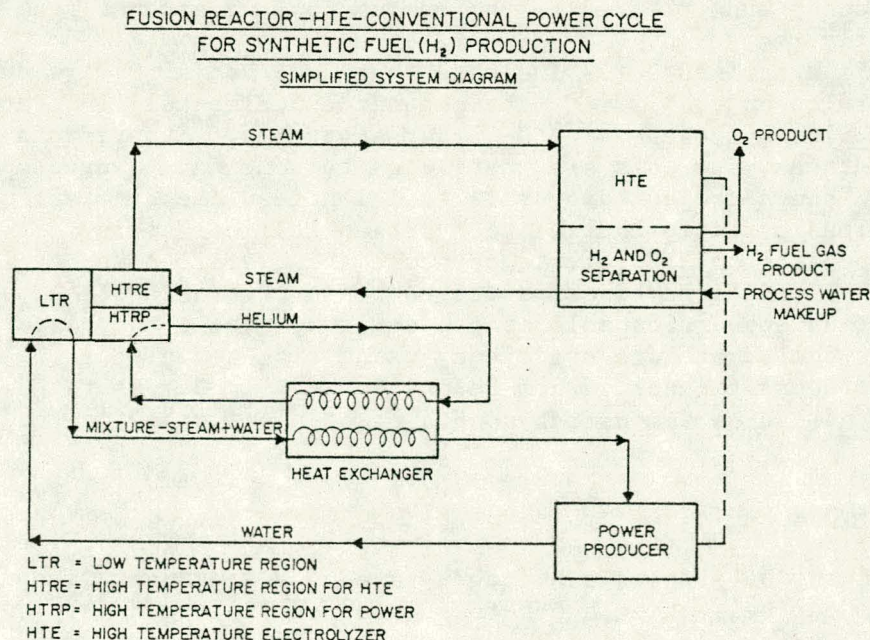 FUSION REACTOR-HTE-CONVENTIONAL POWER CYCLE
FOR SYNTHETIC FUEL(H₂) PRODUCTION
SIMPLIFIED SYSTEM DIAGRAM
STEAM
O₂ PRODUCT
HTE
H₂ AND O₂
SEPARATION
H₂ FUEL GAS
PRODUCT
PROCESS WATER
MAKEUP
LTR
HTRE
HTRP
STEAM
HELIUM
MIXTURE-STEAM+WATER
HEAT EXCHANGER
POWER
PRODUCER
WATER
LTR = LOW TEMPERATURE REGION
HTRE = HIGH TEMPERATURE REGION FOR HTE
HTRP= HIGH TEMPERATURE REGION FOR POWER
HTE = HIGH TEMPERATURE ELECTROLYZER